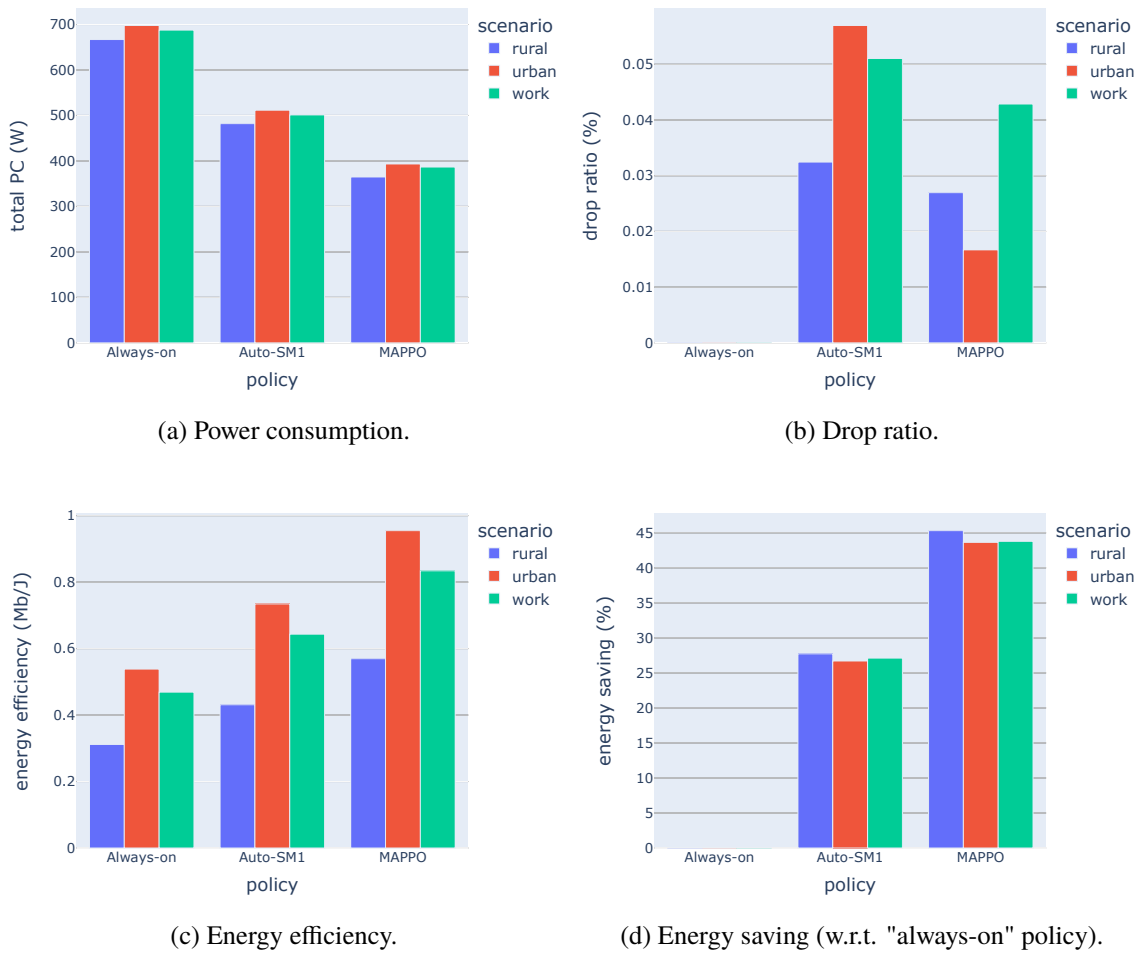 700
600
500
400
300
200
100
0
total PC (W)
Always-on Auto-SM1 MAPPO
policy
scenario
rural
urban
work
(a) Power consumption.
0.05
0.04
0.03
0.02
0.01
0
drop ratio (%)
Always-on Auto-SM1 MAPPO
policy
scenario
rural
urban
work
(b) Drop ratio.
1
0.8
0.6
0.4
0.2
0
energy efficiency (Mb/J)
Always-on Auto-SM1 MAPPO
policy
scenario
rural
urban
work
(c) Energy efficiency.
45
40
35
30
25
20
15
10
5
0
energy saving (%)
Always-on Auto-SM1 MAPPO
policy
scenario
rural
urban
work
(d) Energy saving (w.r.t. "always-on" policy).